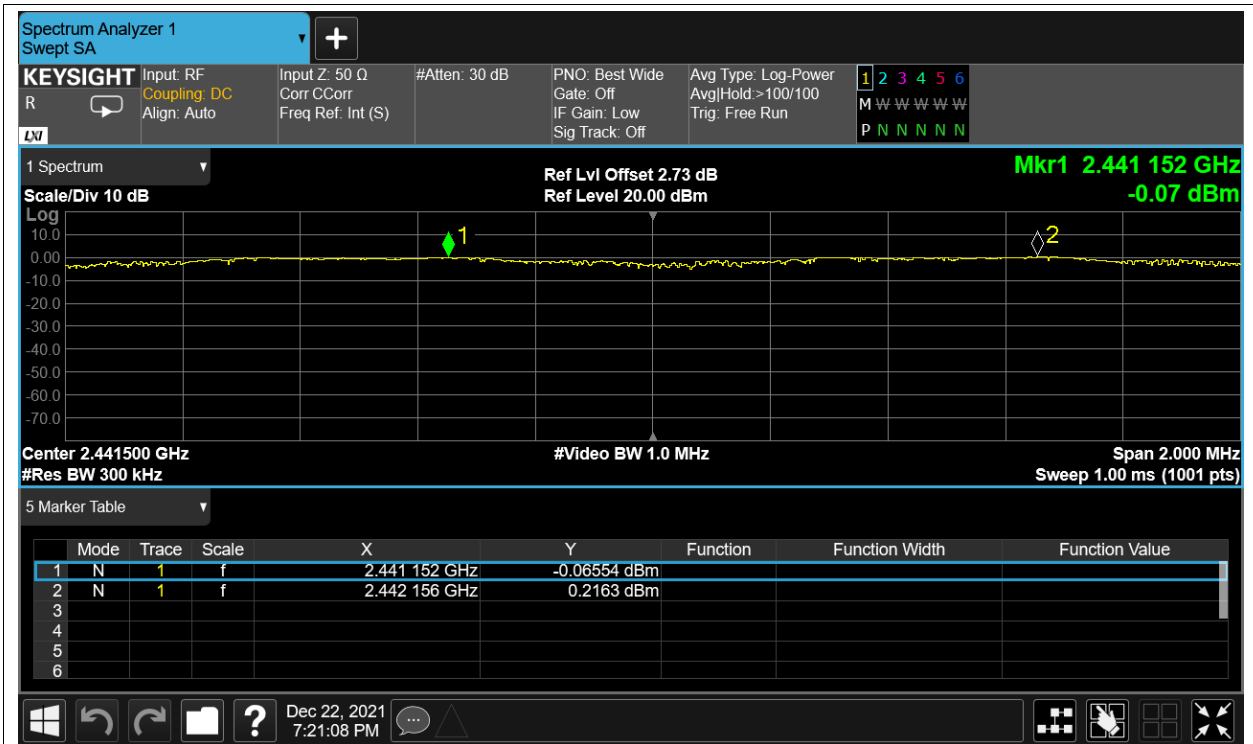 Spectrum Analyzer 1
Swept SA
KEYSIGHT Input: RF Input Z: 50 Ω #Atten: 30 dB PNO: Best Wide Avg Type: Log-Power 1 2 3 4 5 6
R Coupling: DC Corr CCorr Gate: Off Avg|Hold:>100/100 M W W W W W
Align: Auto Freq Ref: Int (S) IF Gain: Low Trig: Free Run
LXI Sig Track: Off P N N N N N
1 Spectrum Ref Lvl Offset 2.73 dB Mkr1 2.441 152 GHz
Scale/Div 10 dB Ref Level 20.00 dBm -0.07 dBm
Log
10.0
1 2
0.00
-10.0
-20.0
-30.0
-40.0
-50.0
-60.0
-70.0
Center 2.441500 GHz #Video BW 1.0 MHz Span 2.000 MHz
#Res BW 300 kHz Sweep 1.00 ms (1001 pts)
5 Marker Table
Mode Trace Scale X Y Function Function Width Function Value
1 N 1 f 2.441 152 GHz -0.06554 dBm
2 N 1 f 2.442 156 GHz 0.2163 dBm
3
4
5
6
? Dec 22, 2021
7:21:08 PM